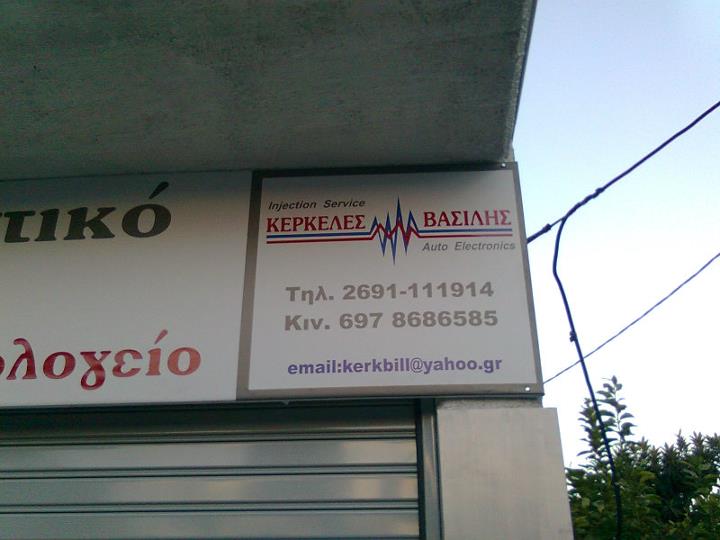 τικό
ολογείο
Injection Service
ΚΕΡΚΕΛΕΣ ΒΑΣΙΛΗΣ
Auto Electronics
Τηλ. 2691-111914
Κιν. 697 8686585
email:kerkbill@yahoo.gr